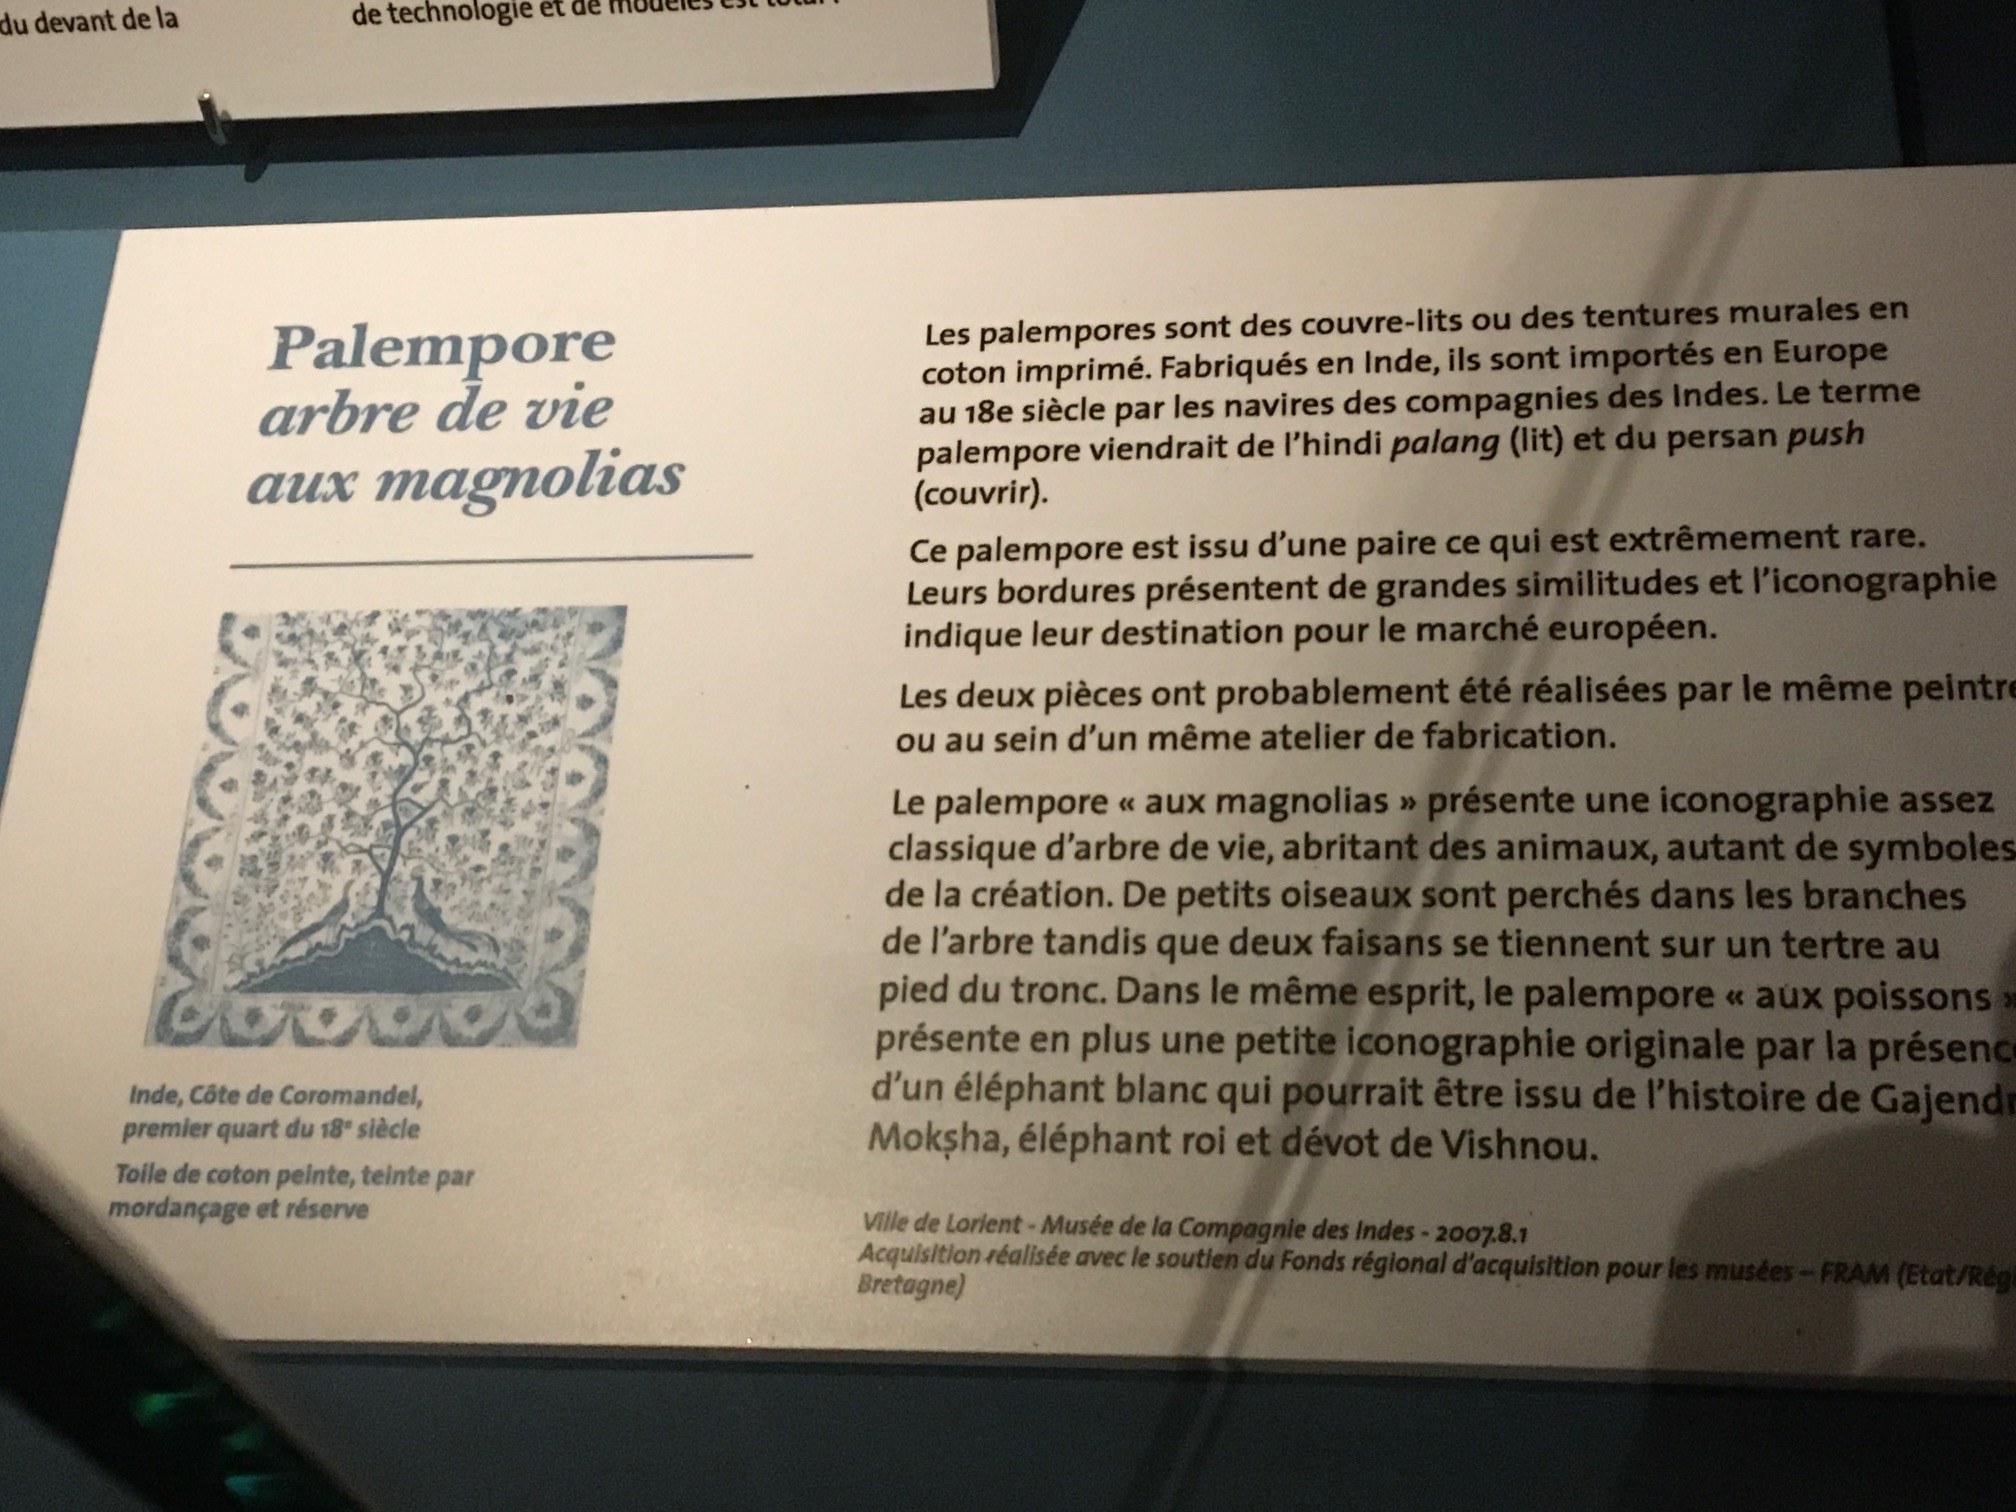 du devant de la
de technologie et de modèles est total.
Palempore
arbre de vie
aux magnolias
Inde, Côte de Coromandel,
premier quart du 18e siècle
Toile de coton peinte, teinte par
mordançage et réserve
Les palempores sont des couvre-lits ou des tentures murales en
coton imprimé. Fabriqués en Inde, ils sont importés en Europe
au 18e siècle par les navires des compagnies des Indes. Le terme
palempore viendrait de l'hindi palang (lit) et du persan push
(couvrir).
Ce palempore est issu d'une paire ce qui est extrêmement rare.
Leurs bordures présentent de grandes similitudes et l'iconographie
indique leur destination pour le marché européen.
Les deux pièces ont probablement été réalisées par le même peintre
ou au sein d'un même atelier de fabrication.
Le palempore « aux magnolias » présente une iconographie assez
classique d'arbre de vie, abritant des animaux, autant de symboles
de la création. De petits oiseaux sont perchés dans les branches
de l'arbre tandis que deux faisans se tiennent sur un tertre au
pied du tronc. Dans le même esprit, le palempore « aux poissons »
présente en plus une petite iconographie originale par la présence
d'un éléphant blanc qui pourrait être issu de l'histoire de Gajendr
Mokṣha, éléphant roi et dévot de Vishnou.
Ville de Lorient - Musée de la Compagnie des Indes - 2007.8.1
Acquisition réalisée avec le soutien du Fonds régional d'acquisition pour les musées – FRAM (Etat/Rég
Bretagne)